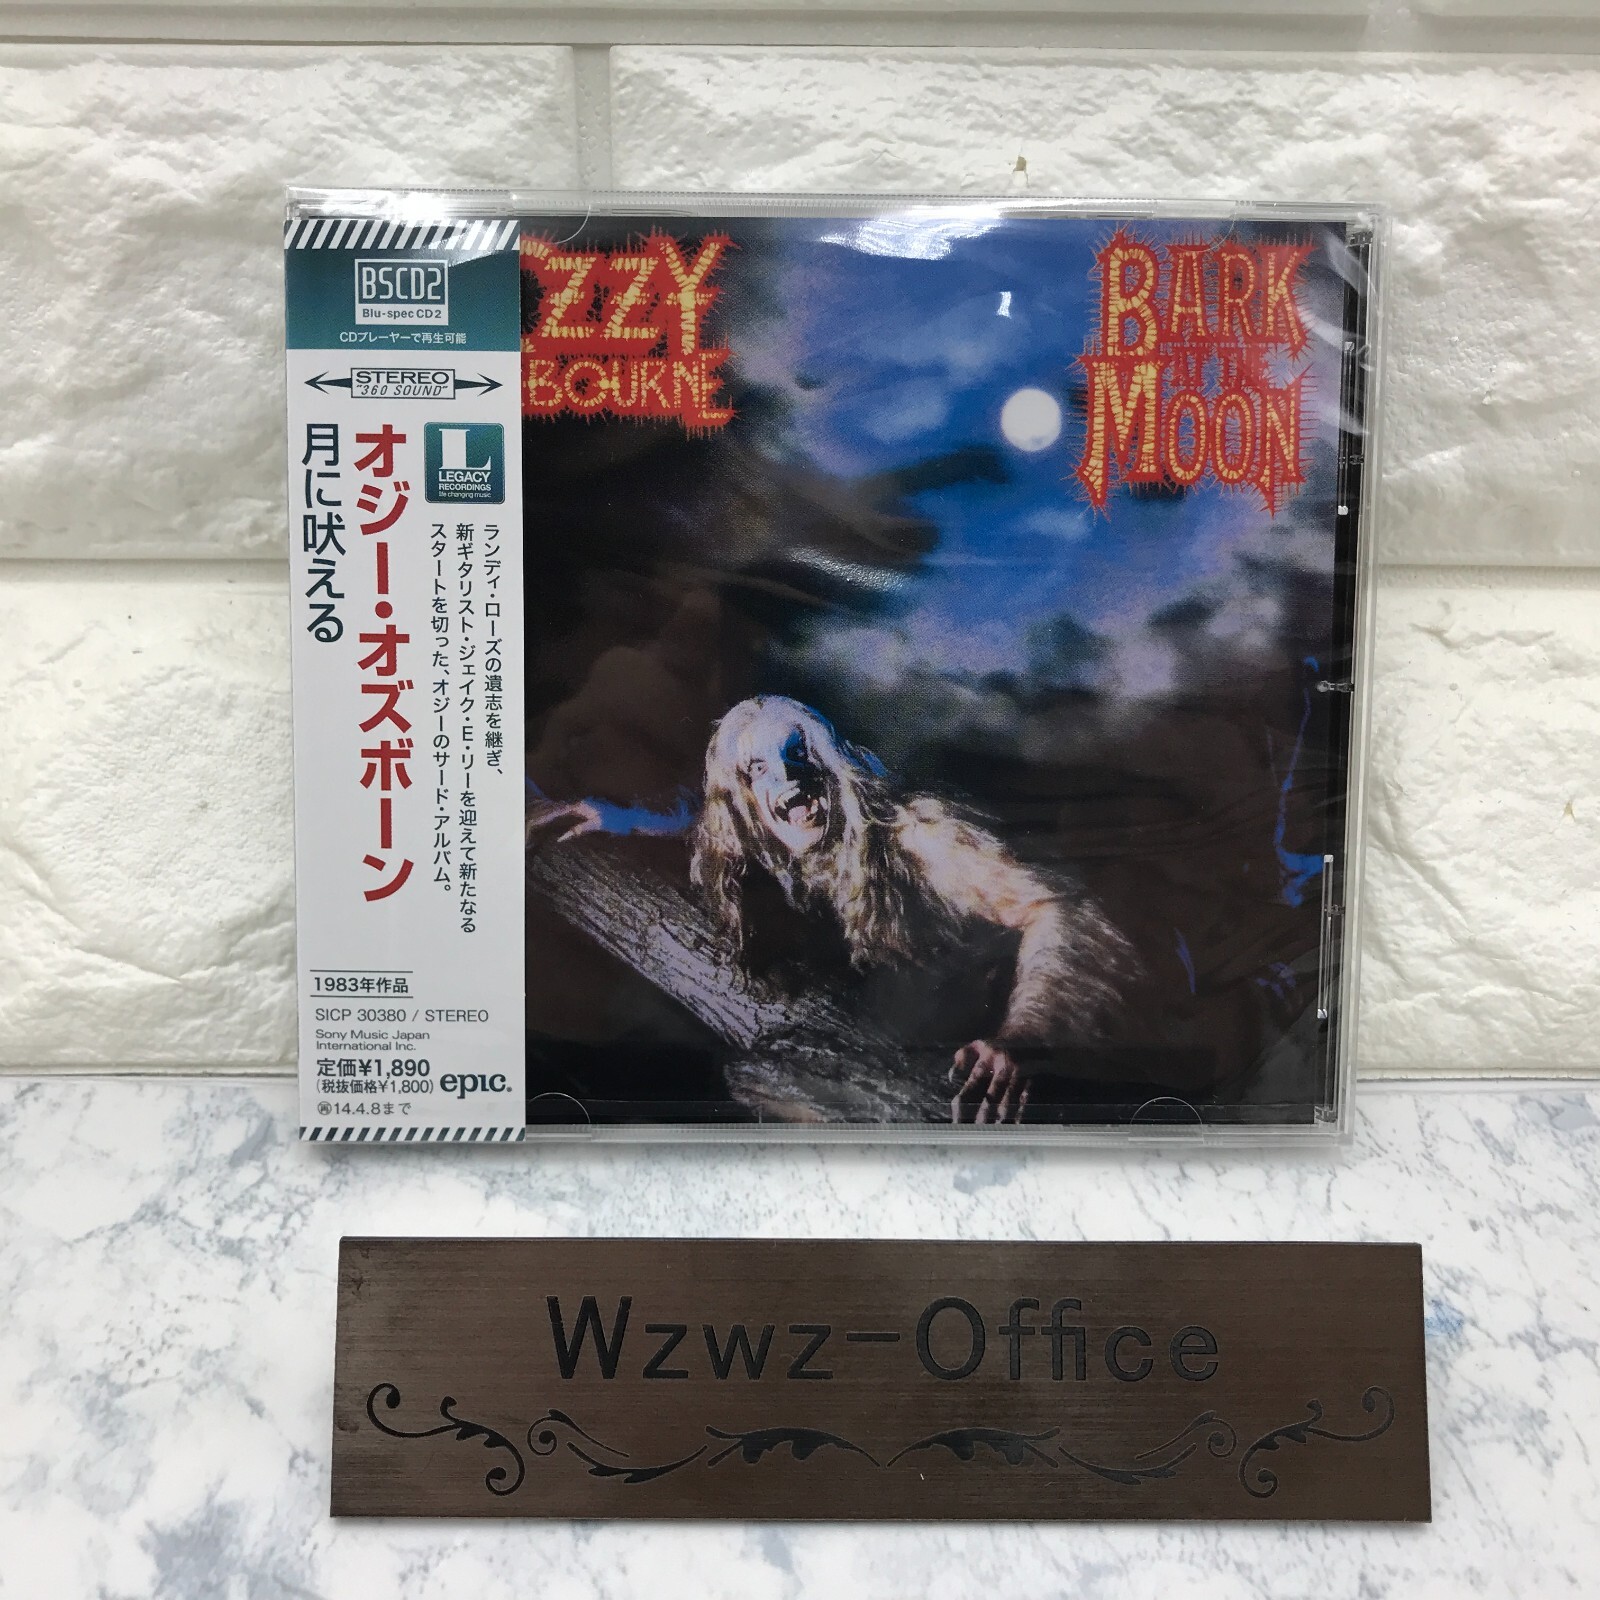 BSCD2
Blu-spec CD2
CDプレーヤーで再生可能
STEREO
"360 SOUND"
L
LEGACY
RECORDINGS
life changing music
ランディ・ローズの遺志を継ぎ、
新ギタリスト・ジェイク・E・リーを迎えて新たなる
スタートを切った、オジーのサード・アルバム。
オジー・オズボーン
月に吠える
1983年作品
SICP 30380 / STEREO
Sony Music Japan
International Inc.
定価¥1,890
(税抜価格¥1,800)
epic.
14.4.8まで
ZZY
BOURNE
BARK
AT THE
MOON
Wzwz-Office